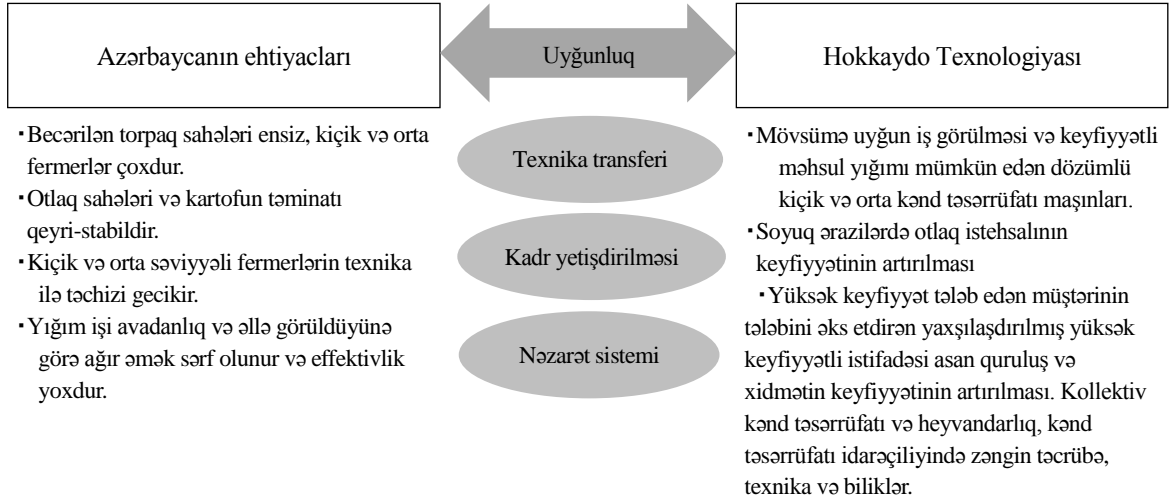 Azərbaycanın ehtiyacları
Uyğunluq
Hokkaydo Texnologiyası
・Becərilən torpaq sahələri ensiz, kiçik və orta
fermerlər çoxdur.
・Otlaq sahələri və kartofun təminatı
qeyri-stabildir.
・Kiçik və orta səviyyəli fermerlərin texnika
ilə təchizi gecikir.
・Yığım işi avadanlıq və əllə görüldüyünə
görə ağır əmək sərf olunur və effektivlik
yoxdur.
Texnika transferi
Kadr yetişdirilməsi
Nəzarət sistemi
・Mövsümə uyğun iş görülməsi və keyfiyyətli
məhsul yığımı mümkün edən dözümlü
kiçik və orta kənd təsərrüfatı maşınları.
・Soyuq ərazilərdə otlaq istehsalının
keyfiyyətinin artırılması
・Yüksək keyfiyyət tələb edən müştərinin
tələbini əks etdirən yaxşılaşdırılmış yüksək
keyfiyyətli istifadəsi asan quruluş və
xidmətin keyfiyyətinin artırılması. Kollektiv
kənd təsərrüfatı və heyvandarlıq, kənd
təsərrüfatı idarəçiliyində zəngin təcrübə,
texnika və biliklər.